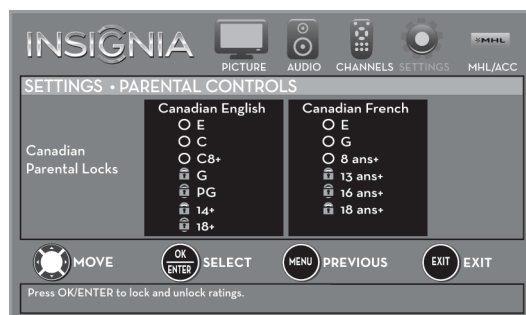 INSIGNIA
PICTURE AUDIO CHANNELS SETTINGS MHL MHL/ACC
SETTINGS • PARENTAL CONTROLS
Canadian Parental Locks
Canadian English
E
C
C8+
G
PG
14+
18+
Canadian French
E
G
8 ans+
13 ans+
16 ans+
18 ans+
MOVE
OK
ENTER
SELECT
MENU
PREVIOUS
EXIT
EXIT
Press OK/ENTER to lock and unlock ratings.